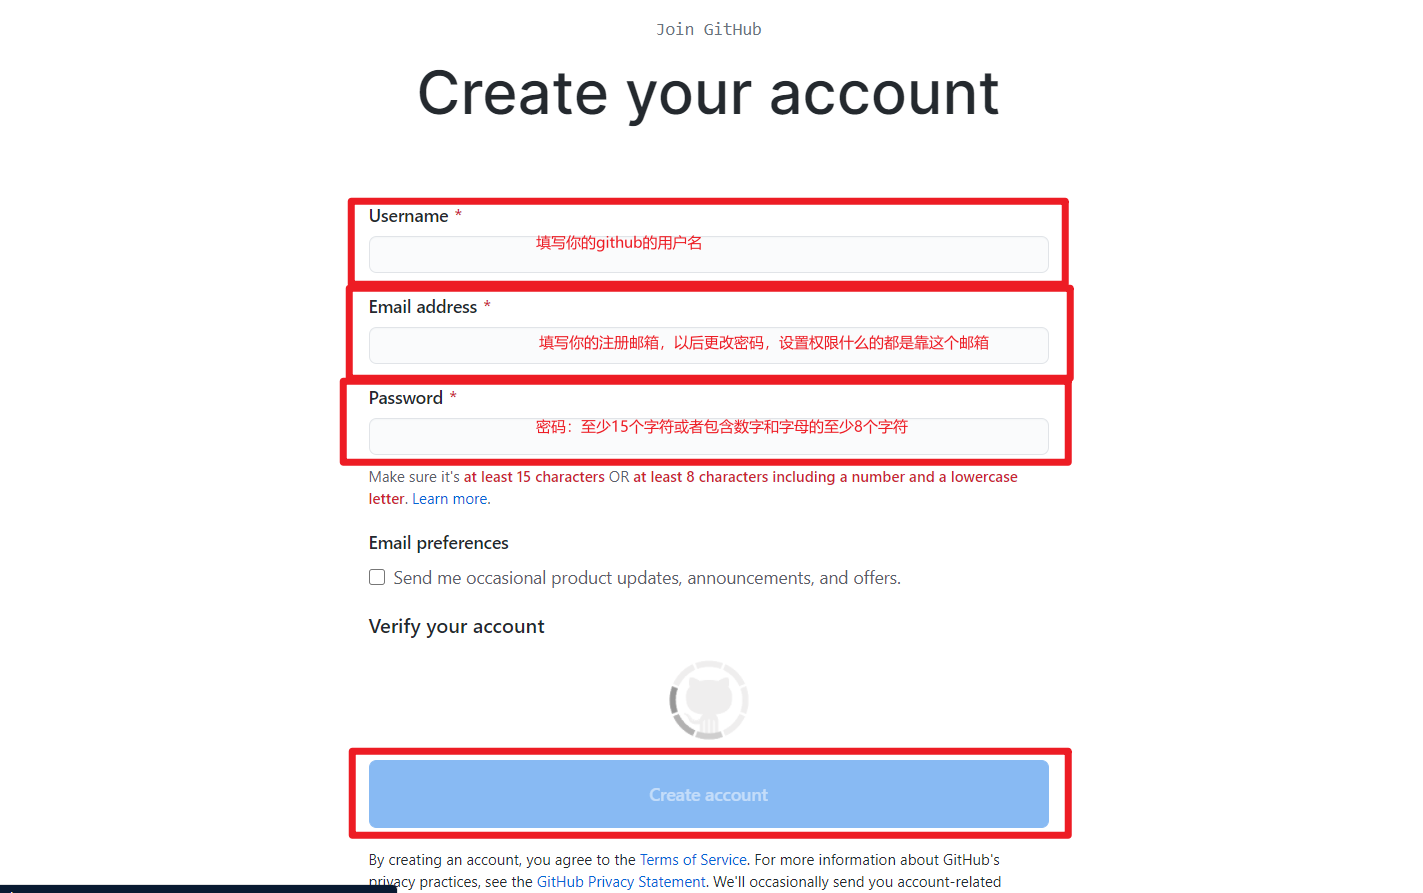 Join GitHub
Create your account
Username *
填写你的github的用户名
Email address *
填写你的注册邮箱，以后更改密码，设置权限什么的都是靠这个邮箱
Password *
密码：至少15个字符或者包含数字和字母的至少8个字符
Make sure it's at least 15 characters OR at least 8 characters including a number and a lowercase
letter. Learn more.
Email preferences
Send me occasional product updates, announcements, and offers.
Verify your account
Create account
By creating an account, you agree to the Terms of Service. For more information about GitHub's
privacy practices, see the GitHub Privacy Statement. We'll occasionally send you account-related